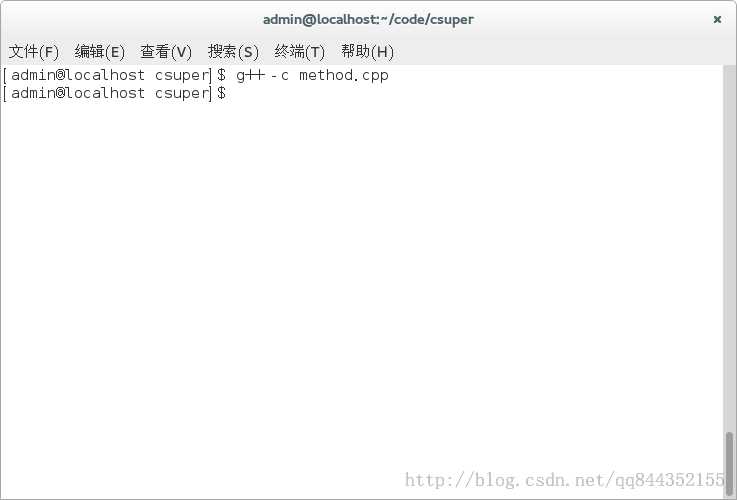 admin@localhost:~/code/csuper
文件(F) 编辑(E) 查看(V) 搜索(S) 终端(T) 帮助(H)
[admin@localhost csuper]$ g++ -c method.cpp
[admin@localhost csuper]$
http://blog.csdn.net/qq844352155